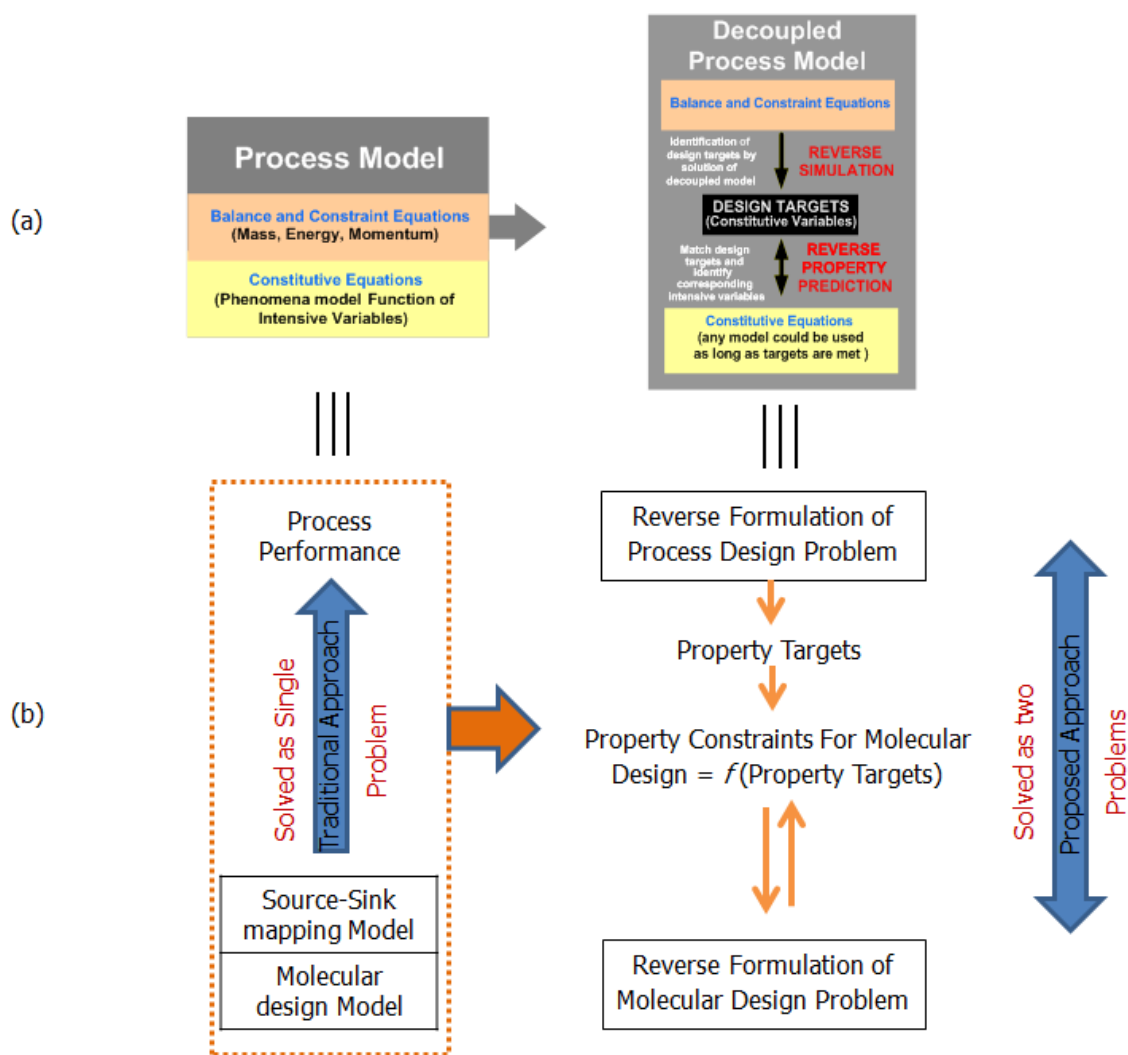 (a)
Process Model
Balance and Constraint Equations
(Mass, Energy, Momentum)
Constitutive Equations
(Phenomena model Function of
Intensive Variables)
Decoupled
Process Model
Balance and Constraint Equations
Identification of
design targets by
solution of
decoupled model
REVERSE
SIMULATION
DESIGN TARGETS
(Constitutive Variables)
Match design
targets and
identify
corresponding
intensive variables
REVERSE
PROPERTY
PREDICTION
Constitutive Equations
(any model could be used
as long as targets are met )
(b)
Process
Performance
Solved as Single
Traditional Approach
Problem
Source-Sink
mapping Model
Molecular
design Model
Reverse Formulation of
Process Design Problem
Property Targets
Property Constraints For Molecular
Design = f (Property Targets)
Reverse Formulation of
Molecular Design Problem
Solved as two
Proposed Approach
Problems